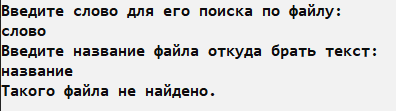 Введите слово для его поиска по файлу:
слово
Введите название файла откуда брать текст:
название
Такого файла не найдено.